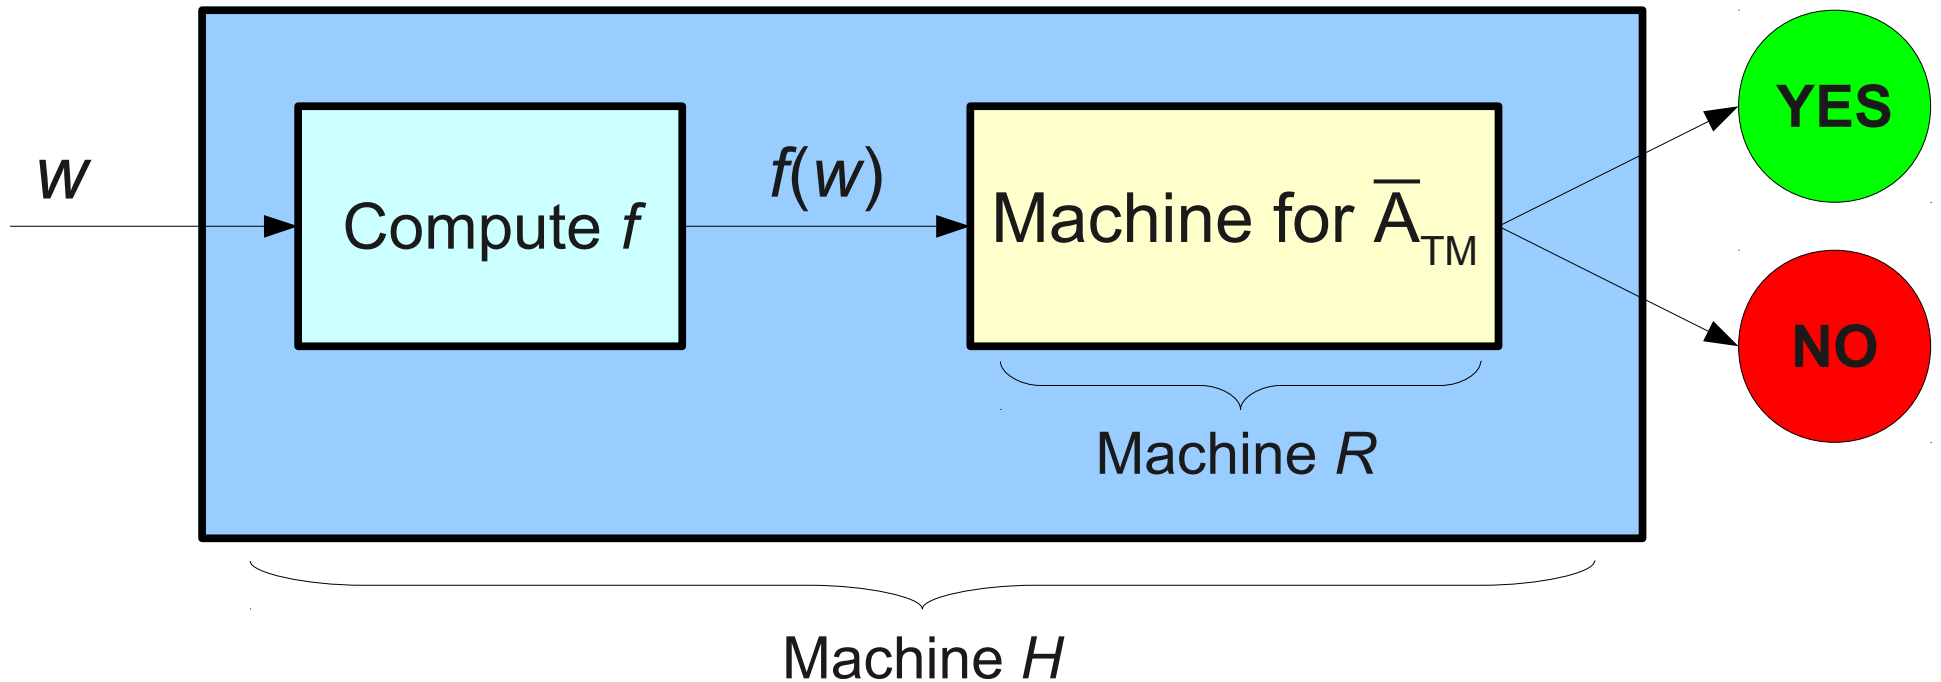 w
Compute f
f(w)
Machine for A̅TM
YES
NO
Machine R
Machine H